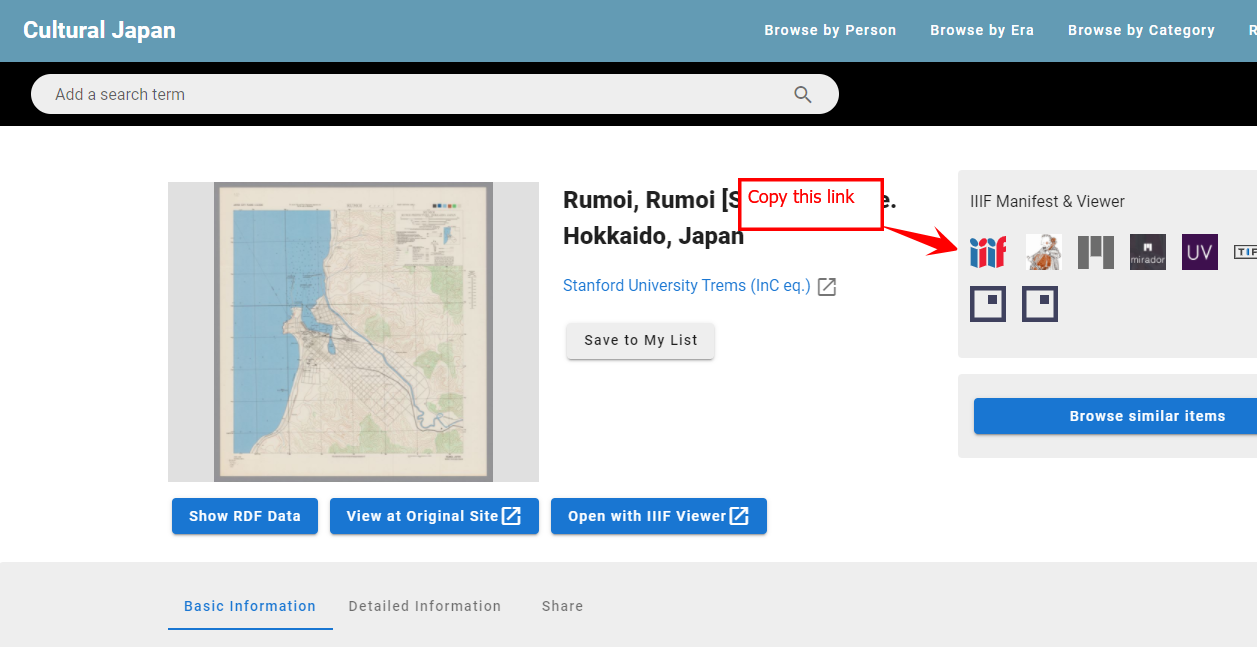 Cultural Japan
Browse by Person
Browse by Era
Browse by Category
R
Add a search term
Rumoi, Rumoi [S
e.
Hokkaido, Japan
Copy this link
Stanford University Trems (InC eq.)
Save to My List
IIIF Manifest & Viewer
iiif
mirador
UV
TIF
Browse similar items
Show RDF Data
View at Original Site
Open with IIIF Viewer
Basic Information
Detailed Information
Share